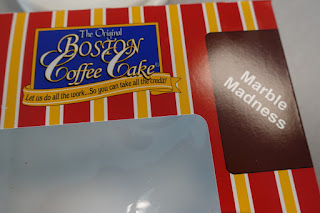 The Original
BOSTON
Coffee Cake
Let us do all the work...So you can take all the credit!
Marble
Madness